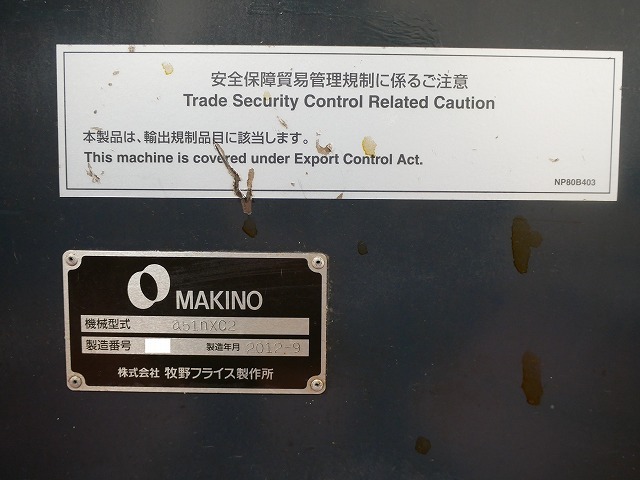 安全保障貿易管理規制に係るご注意
Trade Security Control Related Caution
本製品は、輸出規制品目に該当します。
This machine is covered under Export Control Act.
NP80B403
MAKINO
機械型式 a51nXC2
製造番号 製造年月 2012-9
株式会社 牧野フライス製作所